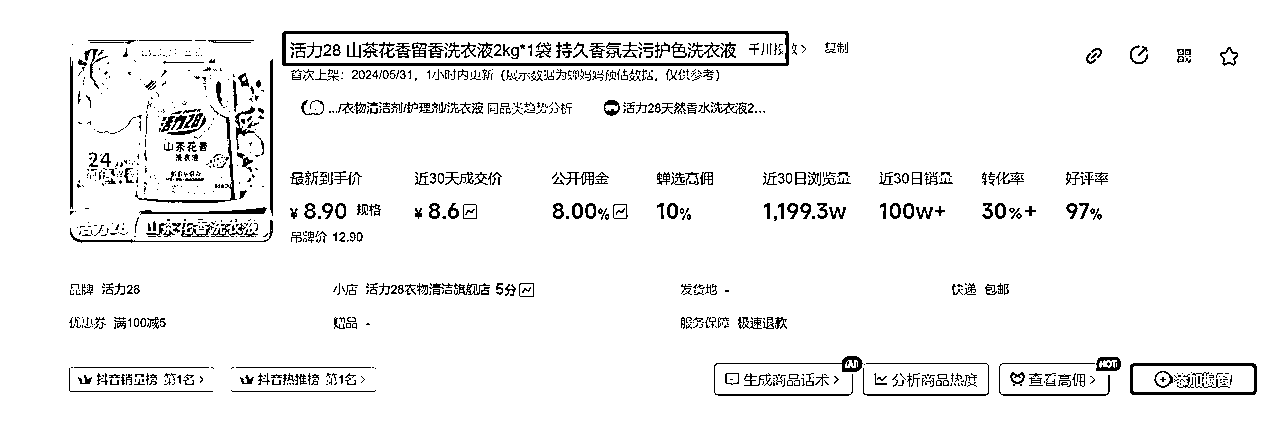 活力28 山茶花香留香洗衣液2kg*1袋 持久香氛去污护色洗衣液 千川投放> 复制
首次上架：2024/05/31，1小时内更新（展示数据为蝉妈妈预估数据，仅供参考）
.../衣物清洁剂/护理剂/洗衣液 同品类趋势分析 活力28天然香水洗衣液2...
活力28
山茶花香
洗衣液
24
活力28 山茶花香洗衣液
最新到手价 近30天成交价 公开佣金 蝉选高佣 近30日浏览量 近30日销量 转化率 好评率
¥ 8.90 规格 ¥ 8.6 8.00% 10% 1,199.3w 100w+ 30%+ 97%
吊牌价 12.90
品牌 活力28 小店 活力28衣物清洁旗舰店 5分 发货地 - 快递 包邮
优惠券 满100减5 赠品 - 服务保障 极速退款
抖音销量榜 第1名> 抖音热推榜 第1名> 生成商品话术> 分析商品热度 HOT 查看高佣>